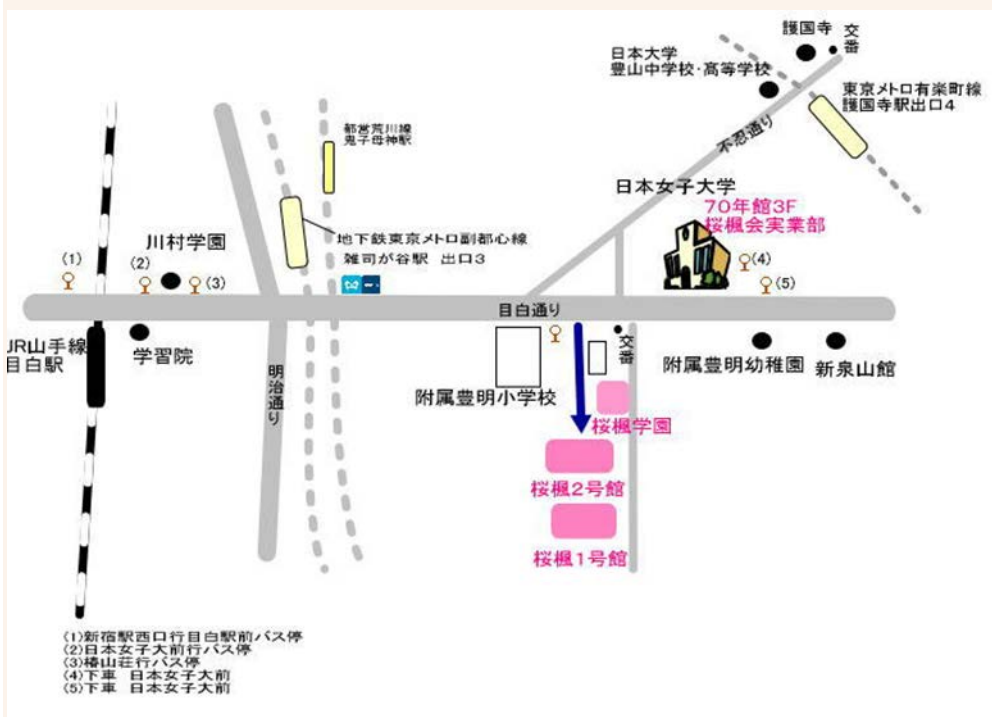 護国寺
交番
日本大学
豊山中学校・高等学校
東京メトロ有楽町線
護国寺駅出口4
不忍通り
都営荒川線
鬼子母神駅
日本女子大学
70年館3F
桜楓会実業部
川村学園
地下鉄東京メトロ副都心線
雑司が谷駅 出口3
(1)
(2)
(3)
(4)
(5)
目白通り
JR山手線
目白駅
学習院
明治通り
交番
附属豊明小学校
附属豊明幼稚園
新泉山館
桜楓学園
桜楓2号館
桜楓1号館
(1)新宿駅西口行目白駅前バス停
(2)日本女子大前行バス停
(3)椿山荘行バス停
(4)下車 日本女子大前
(5)下車 日本女子大前